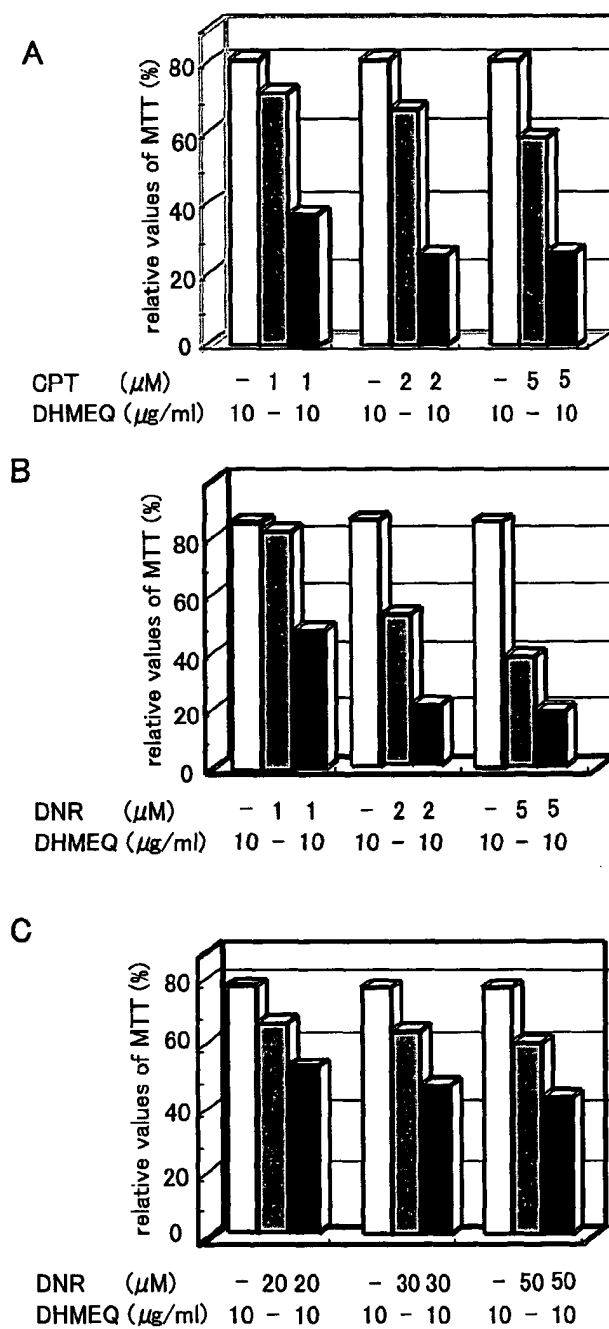 A
relative values of MTT (%)
80
60
40
20
0
CPT (μM) - 1 1 - 2 2 - 5 5
DHMEQ (μg/ml) 10 - 10 10 - 10 10 - 10
B
relative values of MTT (%)
80
60
40
20
0
DNR (μM) - 1 1 - 2 2 - 5 5
DHMEQ (μg/ml) 10 - 10 10 - 10 10 - 10
C
relative values of MTT (%)
80
60
40
20
0
DNR (μM) - 20 20 - 30 30 - 50 50
DHMEQ (μg/ml) 10 - 10 10 - 10 10 - 10